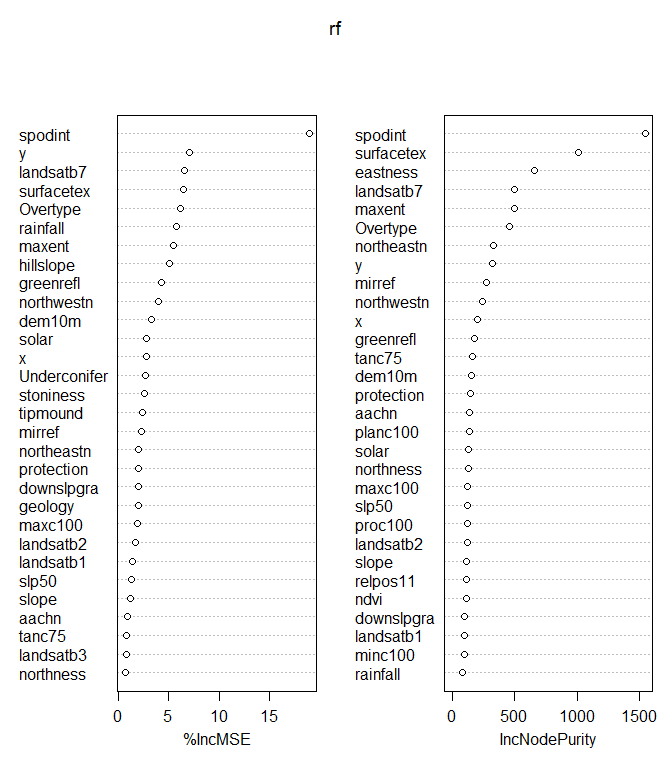 rf
spodint
y
landsatb7
surfacetex
Overtype
rainfall
maxent
hillslope
greenrefl
northwestn
dem10m
solar
x
Underconifer
stoniness
tipmound
mirref
northeastn
protection
downslpgra
geology
maxc100
landsatb2
landsatb1
slp50
slope
aachn
tanc75
landsatb3
northness
0 5 10 15
%IncMSE
spodint
surfacetex
eastness
landsatb7
maxent
Overtype
northeastn
y
mirref
northwestn
x
greenrefl
tanc75
dem10m
protection
aachn
planc100
solar
northness
maxc100
slp50
proc100
landsatb2
slope
relpos11
ndvi
downslpgra
landsatb1
minc100
rainfall
0 500 1000 1500
IncNodePurity